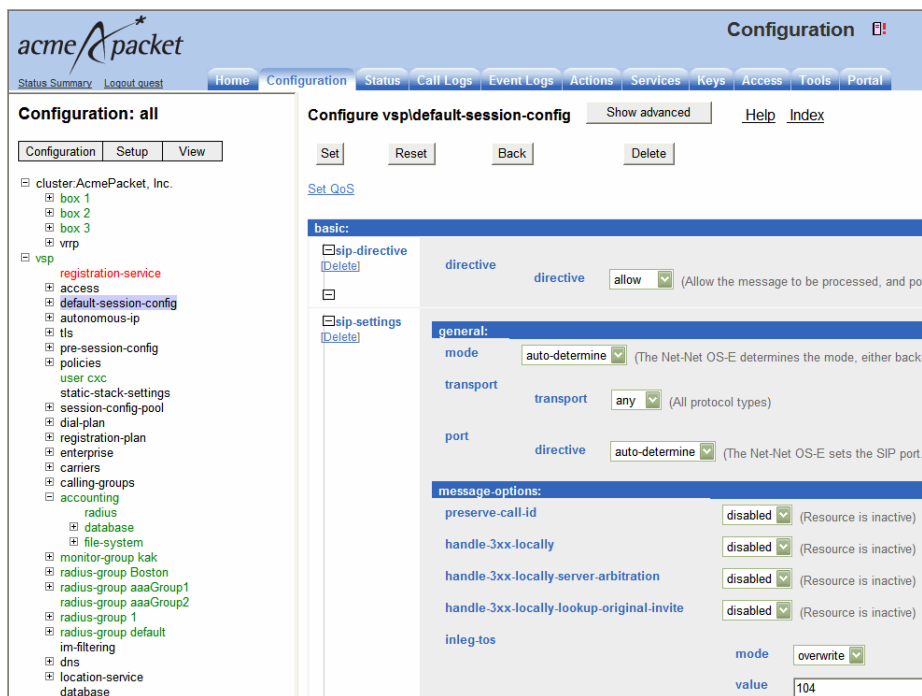 acme packet
Configuration
Status Summary Logout guest
Home Configuration Status Call Logs Event Logs Actions Services Keys Access Tools Portal
Configuration: all
Configuration Setup View
cluster:AcmePacket, Inc.
box 1
box 2
box 3
vrrp
vsp
registration-service
access
default-session-config
autonomous-ip
tls
pre-session-config
policies
user cxc
static-stack-settings
session-config-pool
dial-plan
registration-plan
enterprise
carriers
calling-groups
accounting
radius
database
file-system
monitor-group kak
radius-group Boston
radius-group aaaGroup1
radius-group aaaGroup2
radius-group 1
radius-group default
im-filtering
dns
location-service
database
Configure vsp\default-session-config Show advanced Help Index
Set Reset Back Delete
Set QoS
basic:
sip-directive
[Delete]
directive
directive allow (Allow the message to be processed, and po
sip-settings
[Delete]
general:
mode auto-determine (The Net-Net OS-E determines the mode, either back-
transport
transport any (All protocol types)
port
directive auto-determine (The Net-Net OS-E sets the SIP port.
message-options:
preserve-call-id disabled (Resource is inactive)
handle-3xx-locally disabled (Resource is inactive)
handle-3xx-locally-server-arbitration disabled (Resource is inactive)
handle-3xx-locally-lookup-original-invite disabled (Resource is inactive)
inleg-tos
mode overwrite
value 104